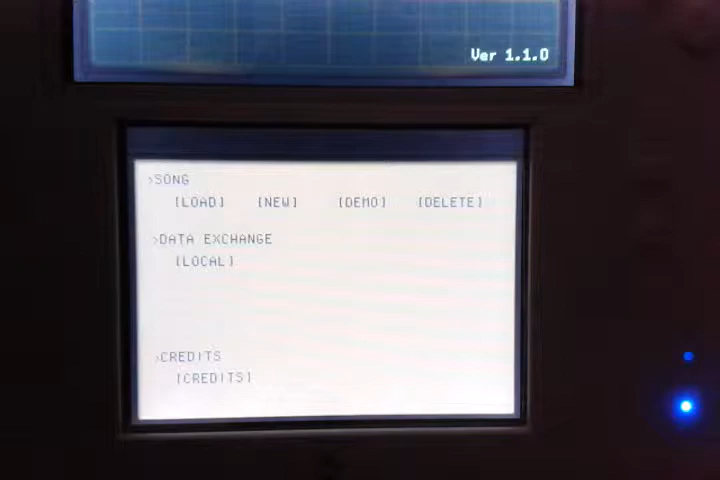 Ver 1.1.0
>SONG
[LOAD] [NEW] [DEMO] [DELETE]
>DATA EXCHANGE
[LOCAL]
>CREDITS
[CREDITS]